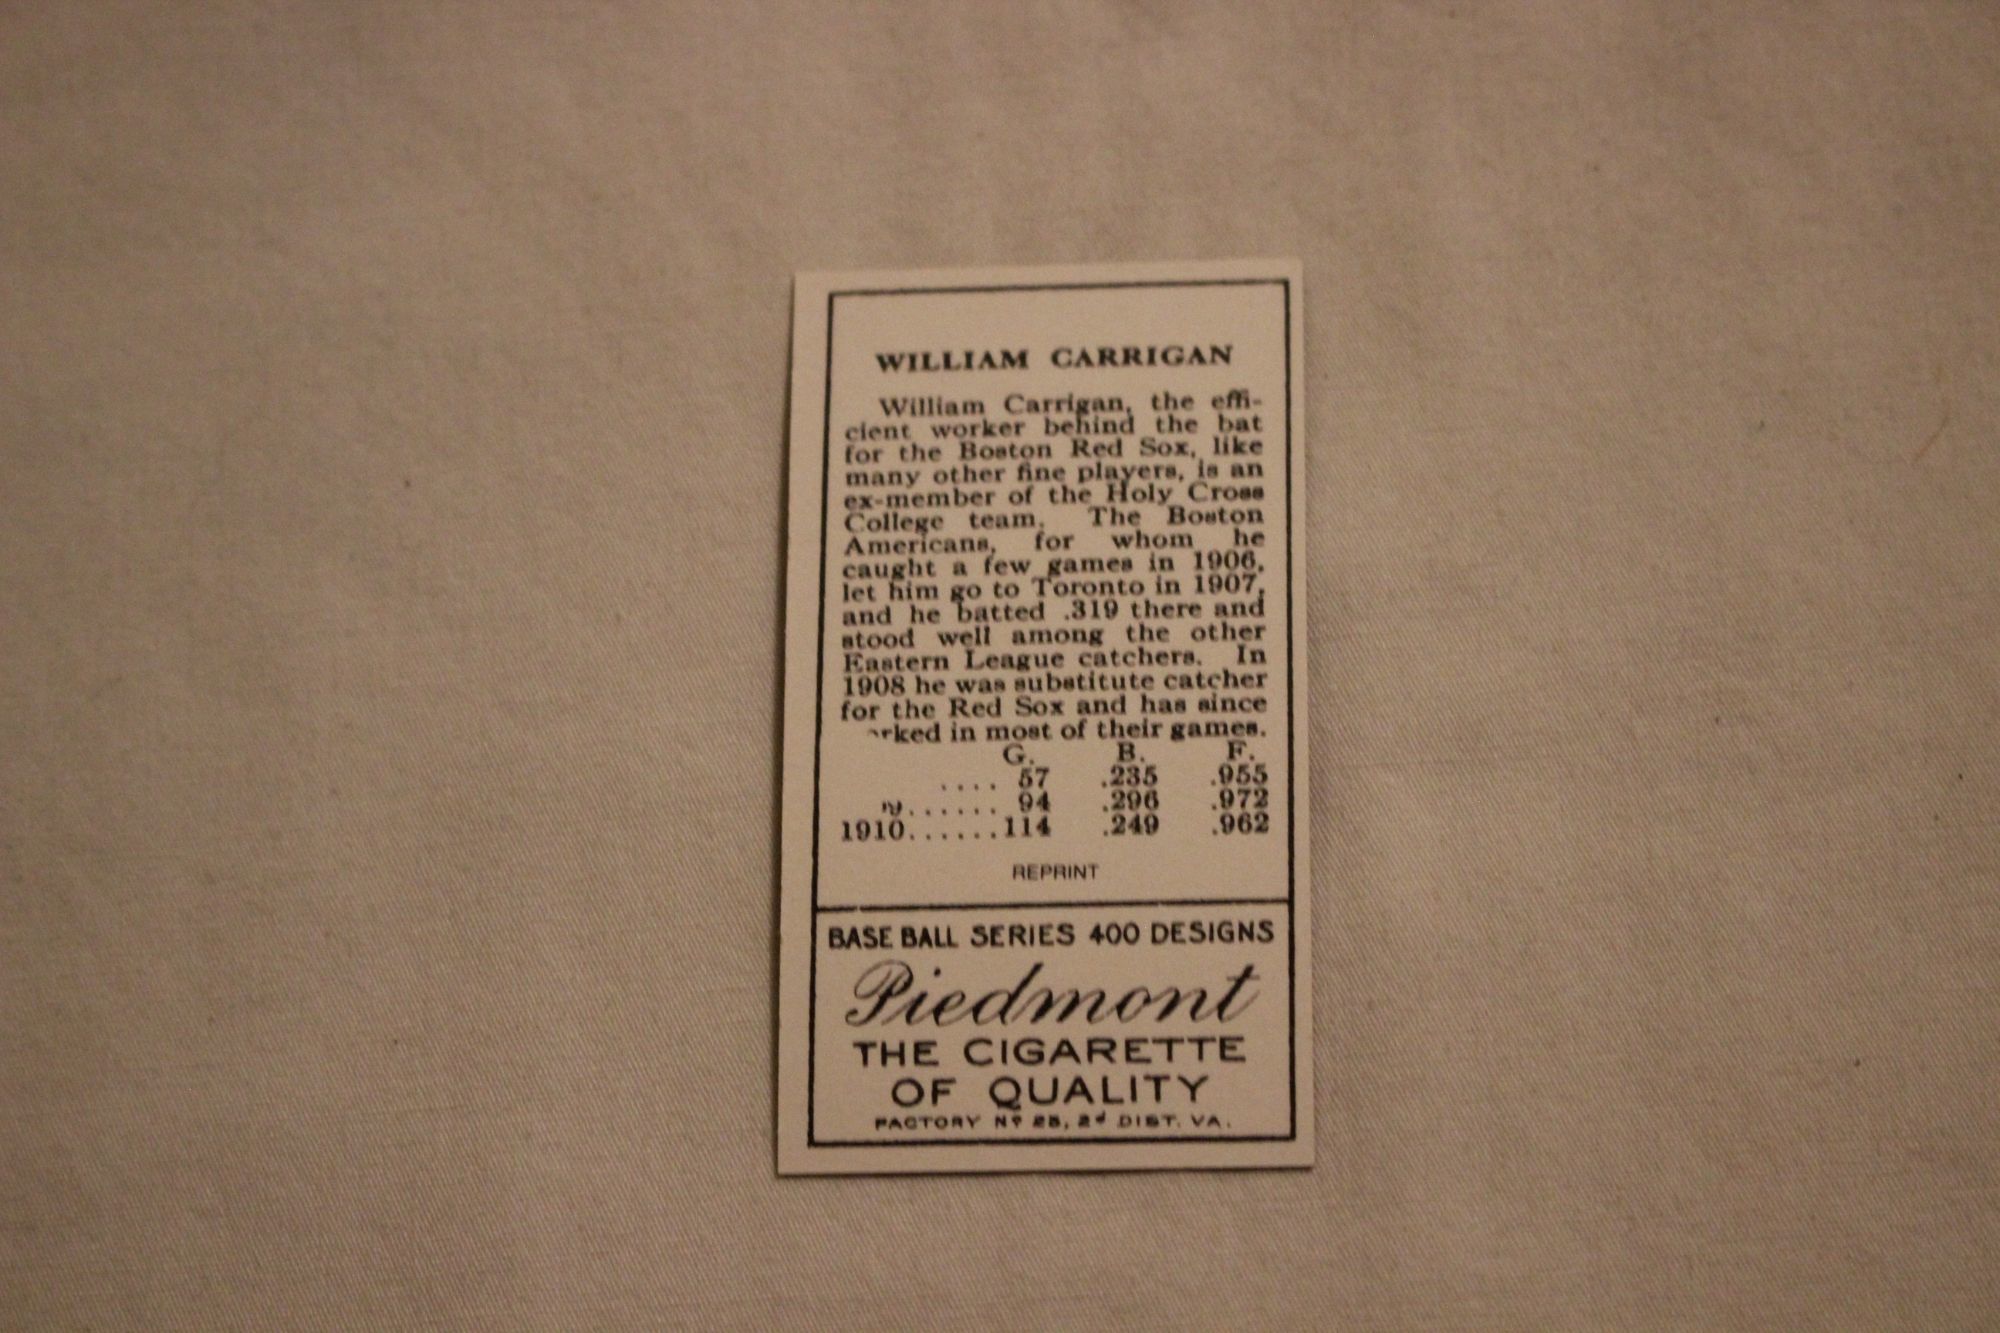 WILLIAM CARRIGAN
William Carrigan, the effi-
cient worker behind the bat
for the Boston Red Sox, like
many other fine players, is an
ex-member of the Holy Cross
College team. The Boston
Americans, for whom he
caught a few games in 1906,
let him go to Toronto in 1907,
and he batted .319 there and
stood well among the other
Eastern League catchers. In
1908 he was substitute catcher
for the Red Sox and has since
rked in most of their games.
G. B. F.
.... 57 .235 .955
...... 94 .296 .972
1910......114 .249 .962
REPRINT
BASE BALL SERIES 400 DESIGNS
Piedmont
THE CIGARETTE
OF QUALITY
FACTORY Nº 25, 2d DIST. VA.